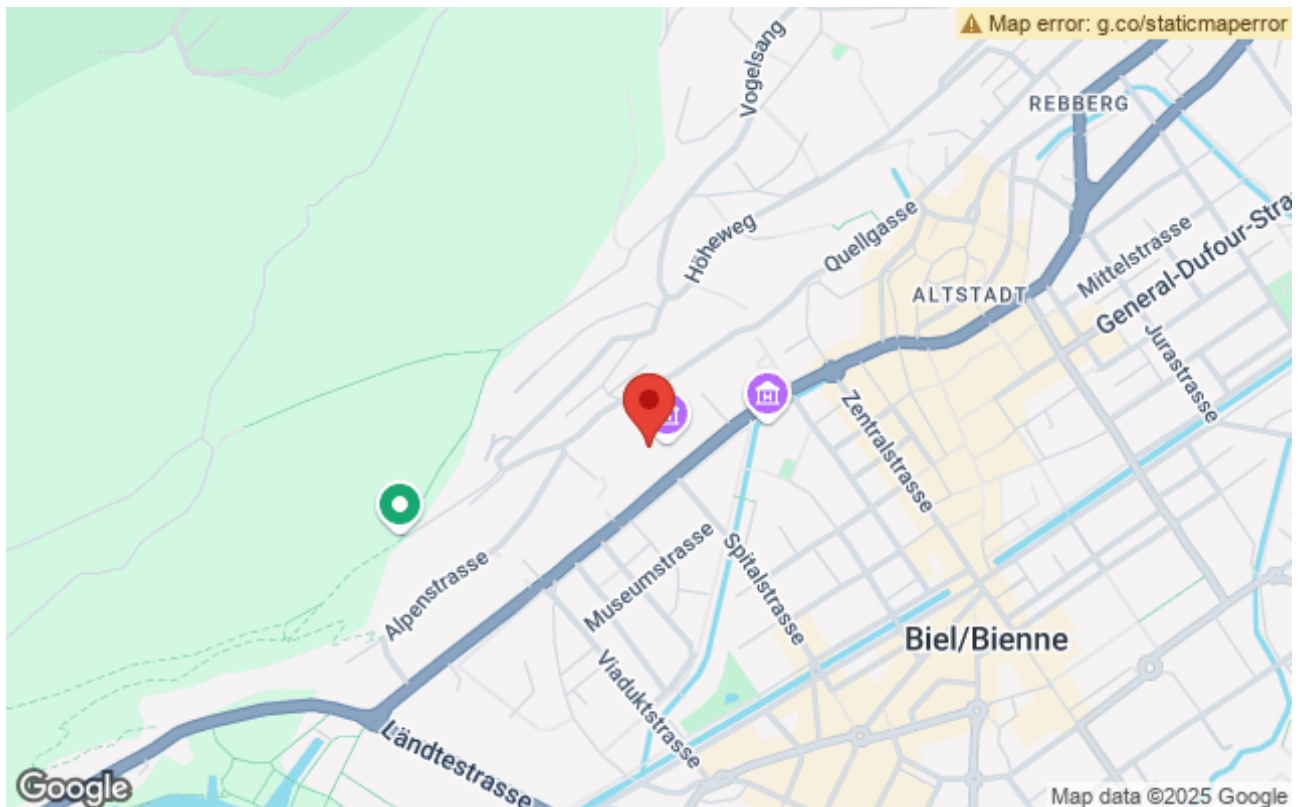 Map error: g.co/staticmaperror
Vogelsang
REBBERG
Höheweg
Quellgasse
Mittelstrasse
General-Dufour-Stra
ALTSTADT
Jurastrasse
Zentralstrasse
Alpenstrasse
Museumstrasse
Spitalstrasse
Biel/Bienne
Viaduktstrasse
Ländtestrasse
Google
Map data ©2025 Google